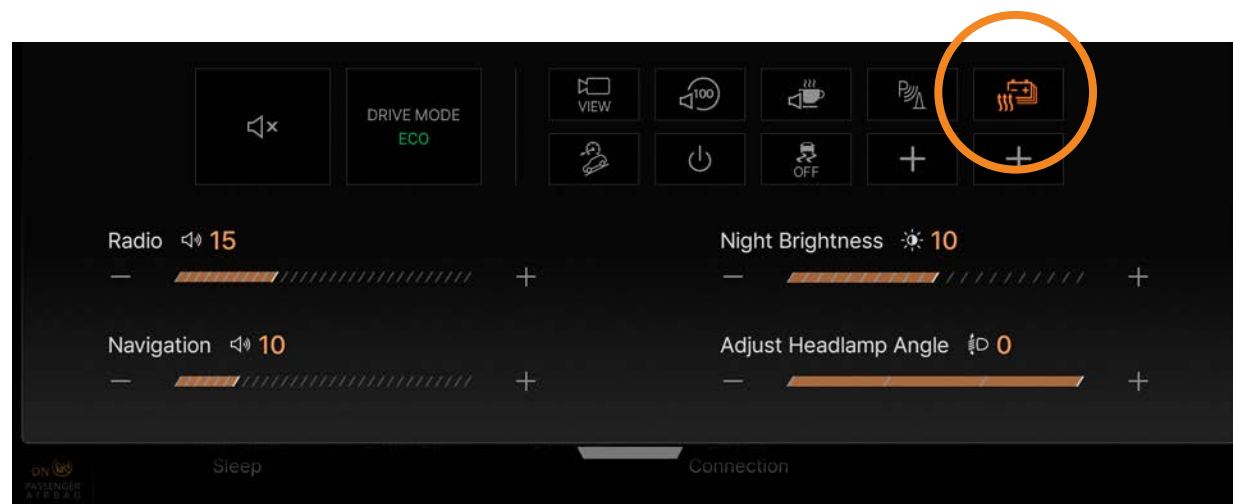 DRIVE MODE
ECO
VIEW
100
P
OFF
Radio 15
Night Brightness 10
Navigation 10
Adjust Headlamp Angle 0
Sleep
Connection
ON
PASSENGER
AIRBAG